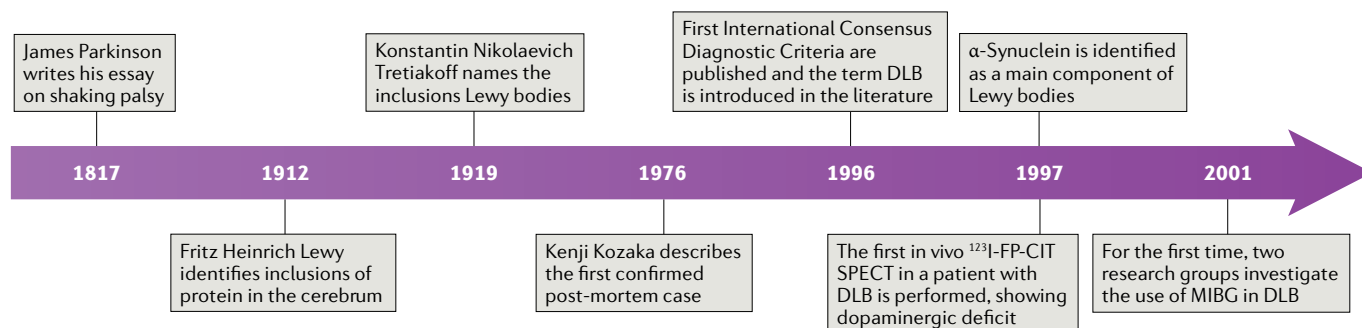 James Parkinson
writes his essay
on shaking palsy
Konstantin Nikolaevich
Tretiakoff names the
inclusions Lewy bodies
First International Consensus
Diagnostic Criteria are
published and the term DLB
is introduced in the literature
α-Synuclein is identified
as a main component of
Lewy bodies
1817
1912
1919
1976
1996
1997
2001
Fritz Heinrich Lewy
identifies inclusions of
protein in the cerebrum
Kenji Kozaka describes
the first confirmed
post-mortem case
The first in vivo ¹²³I-FP-CIT
SPECT in a patient with
DLB is performed, showing
dopaminergic deficit
For the first time, two
research groups investigate
the use of MIBG in DLB